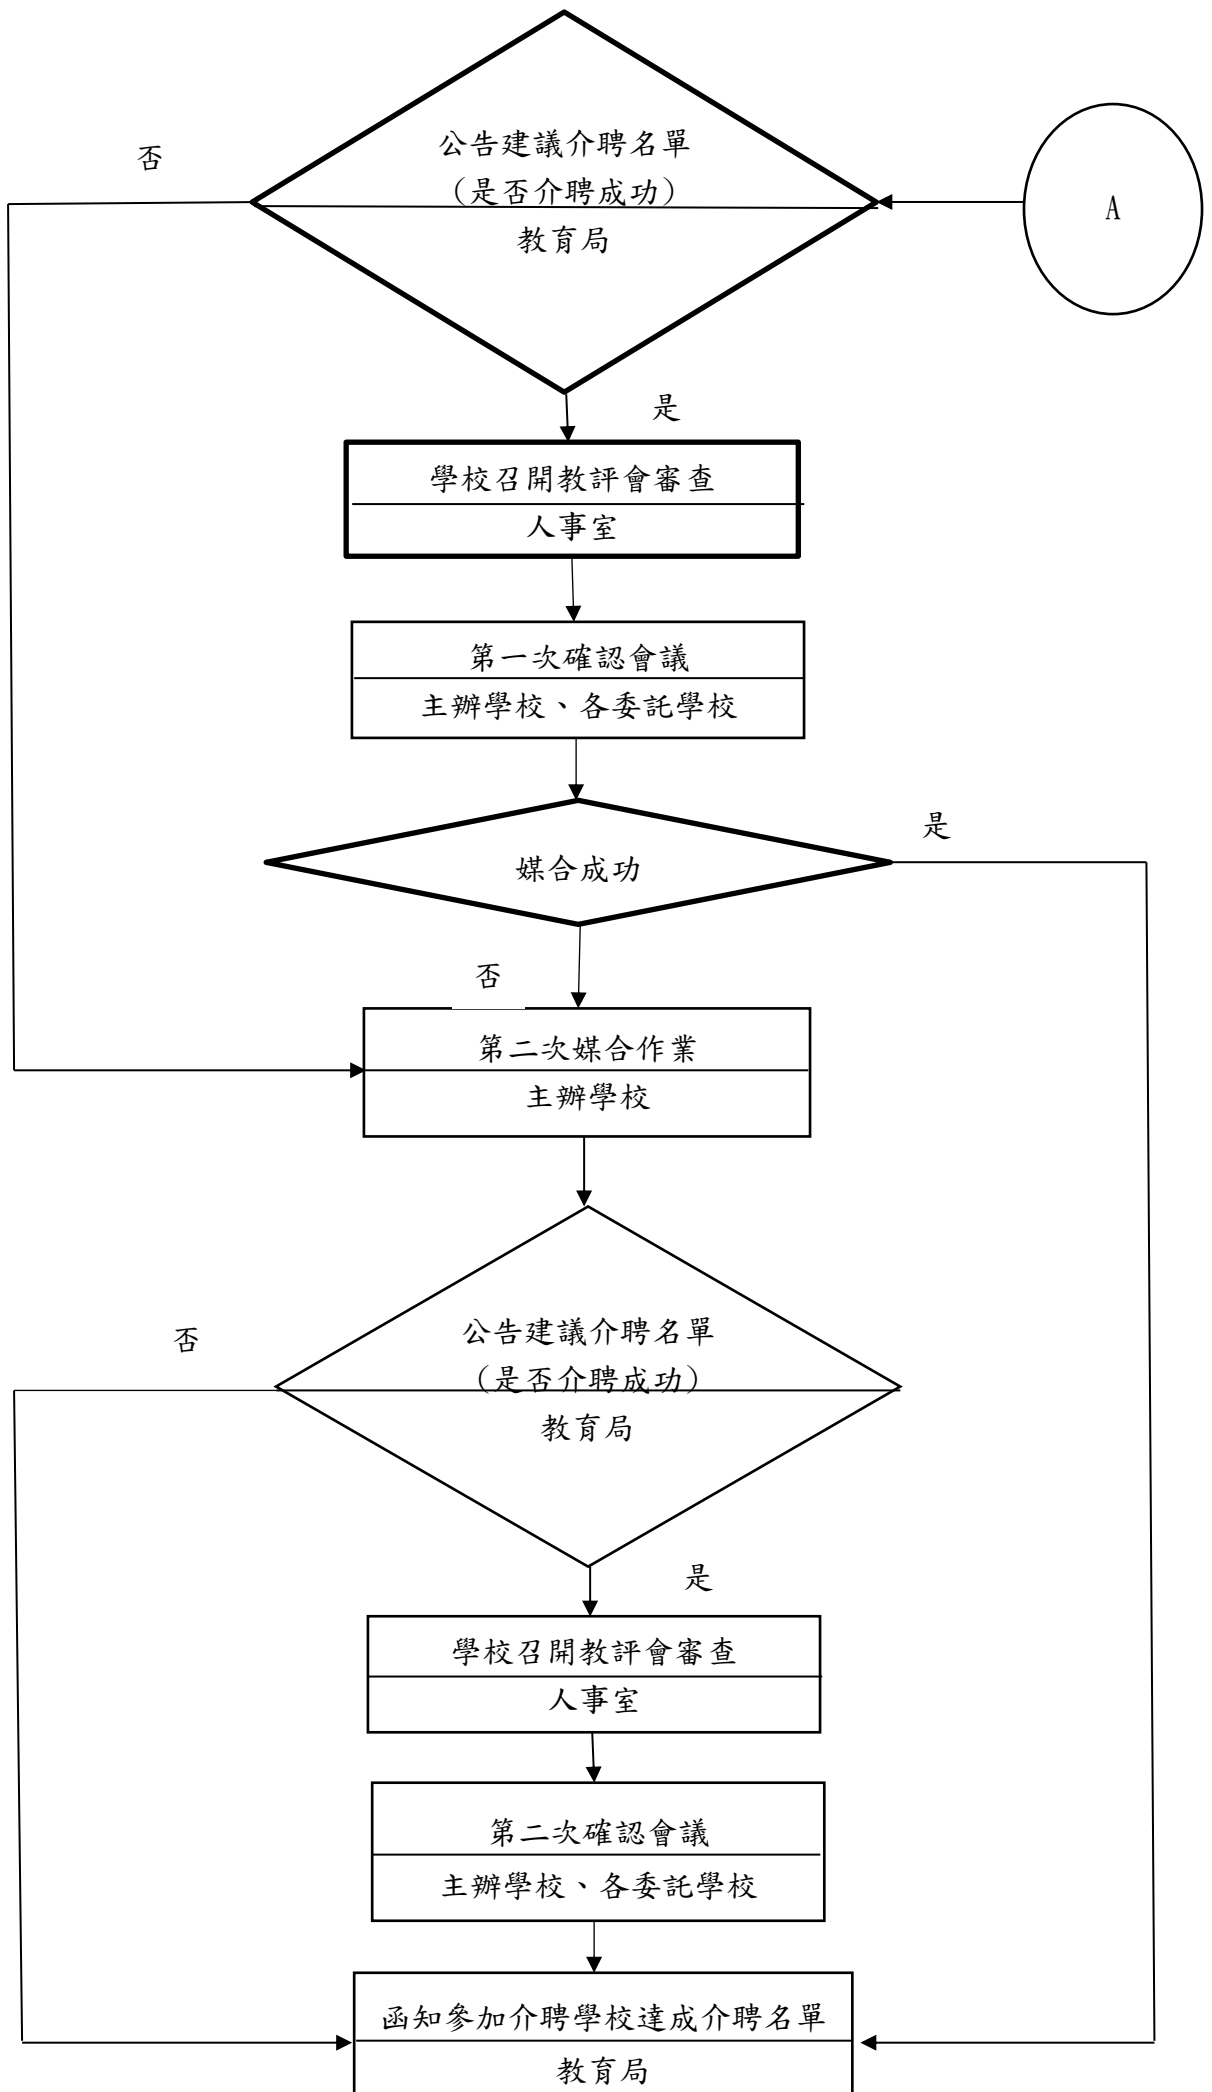 否
公告建議介聘名單
(是否介聘成功)
教育局
A
是
學校召開教評會審查
人事室
第一次確認會議
主辦學校、各委託學校
是
媒合成功
否
第二次媒合作業
主辦學校
否
公告建議介聘名單
(是否介聘成功)
教育局
是
學校召開教評會審查
人事室
第二次確認會議
主辦學校、各委託學校
函知參加介聘學校達成介聘名單
教育局